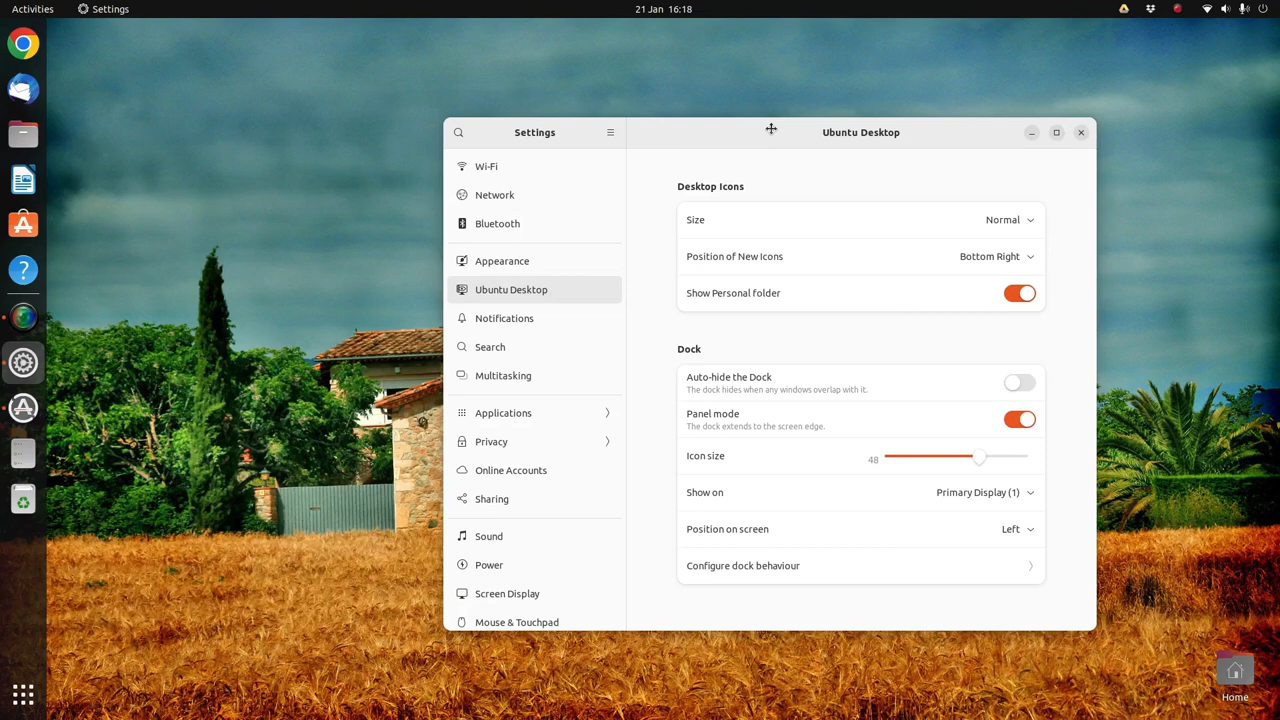 Activities
Settings
21 Jan 16:18
Settings
Ubuntu Desktop
Wi-Fi
Network
Bluetooth
Appearance
Ubuntu Desktop
Notifications
Search
Multitasking
Applications
Privacy
Online Accounts
Sharing
Sound
Power
Screen Display
Mouse & Touchpad
Desktop Icons
Size
Normal
Position of New Icons
Bottom Right
Show Personal folder
Dock
Auto-hide the Dock
The dock hides when any windows overlap with it.
Panel mode
The dock extends to the screen edge.
Icon size
48
Show on
Primary Display (1)
Position on screen
Left
Configure dock behaviour
Home